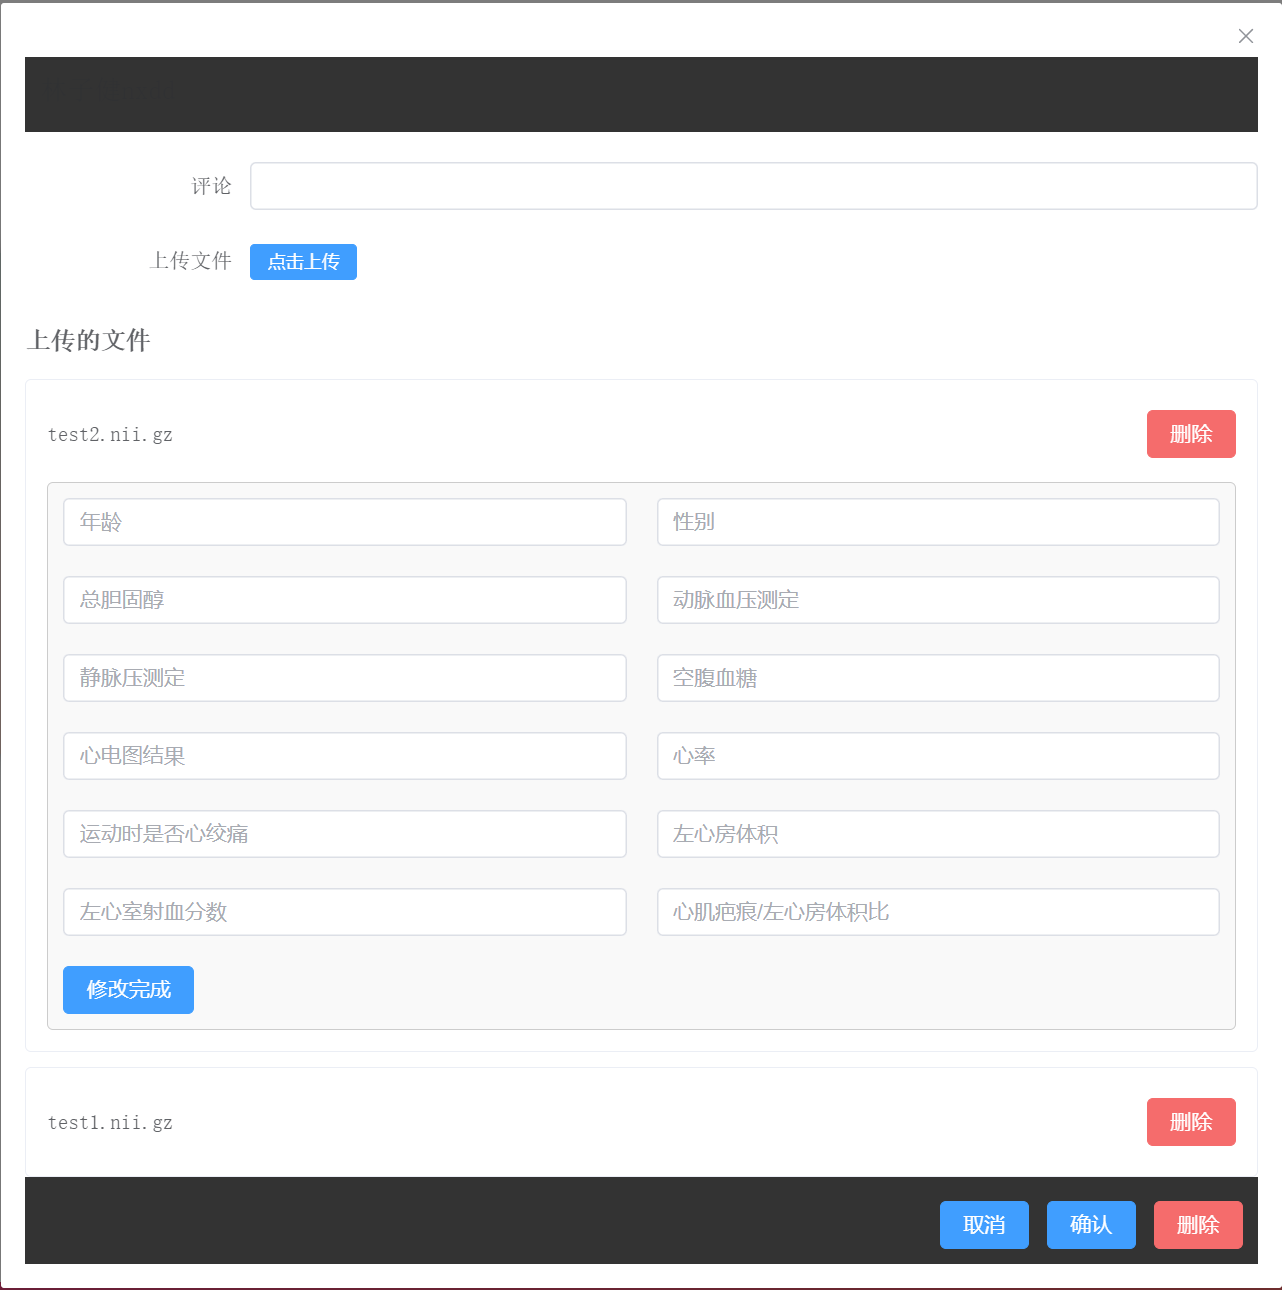 评论
上传文件 点击上传
上传的文件
test2.nii.gz 删除
年龄 性别
总胆固醇 动脉血压测定
静脉压测定 空腹血糖
心电图结果 心率
运动时是否心绞痛 左心房体积
左心室射血分数 心肌疤痕/左心房体积比
修改完成
test1.nii.gz 删除
取消 确认 删除